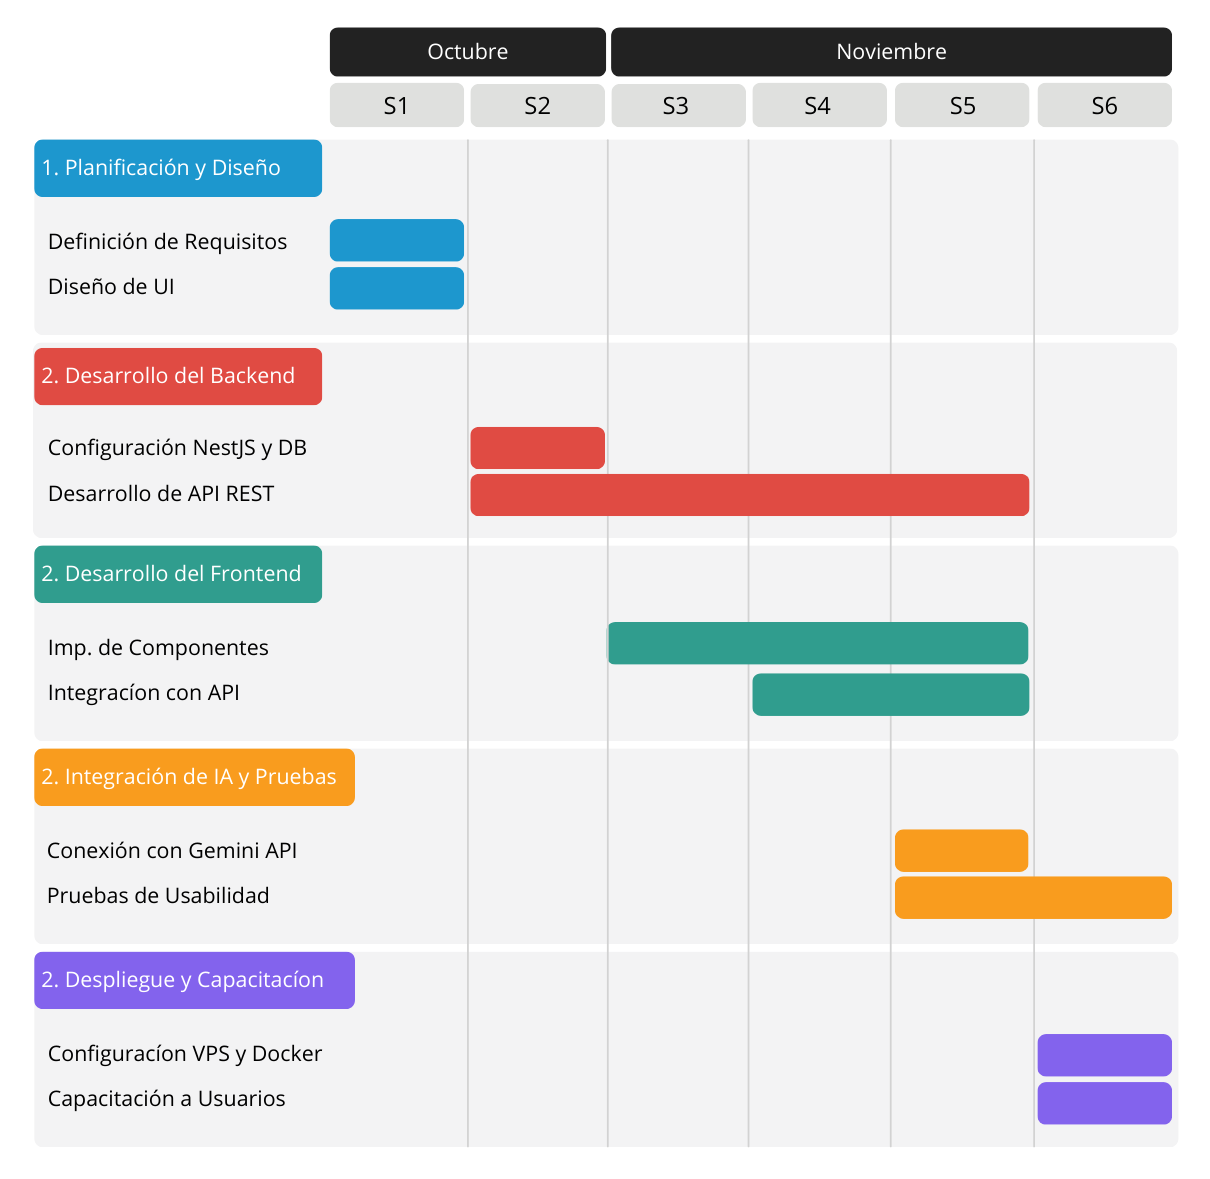 Octubre
Noviembre
S1
S2
S3
S4
S5
S6
1. Planificación y Diseño
Definición de Requisitos
Diseño de UI
2. Desarrollo del Backend
Configuración NestJS y DB
Desarrollo de API REST
2. Desarrollo del Frontend
Imp. de Componentes
Integracíon con API
2. Integración de IA y Pruebas
Conexión con Gemini API
Pruebas de Usabilidad
2. Despliegue y Capacitacíon
Configuracíon VPS y Docker
Capacitación a Usuarios